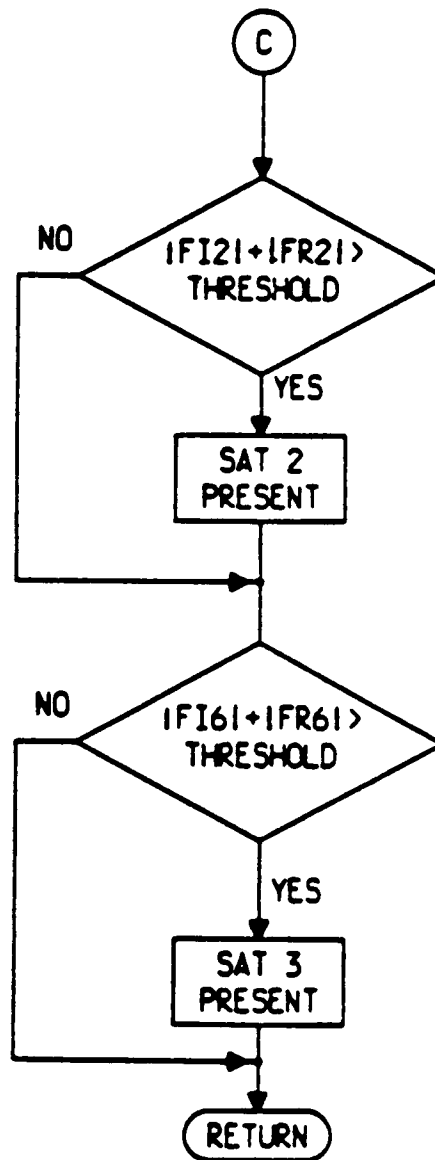 C
NO
|FI2|+|FR2|>
THRESHOLD
YES
SAT 2
PRESENT
NO
|FI6|+|FR6|>
THRESHOLD
YES
SAT 3
PRESENT
RETURN